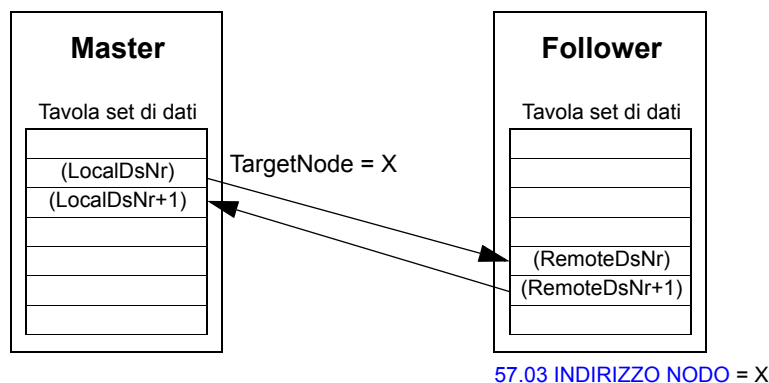 Master
Tavola set di dati
(LocalDsNr)
(LocalDsNr+1)
TargetNode = X
Follower
Tavola set di dati
(RemoteDsNr)
(RemoteDsNr+1)
57.03 INDIRIZZO NODO = X